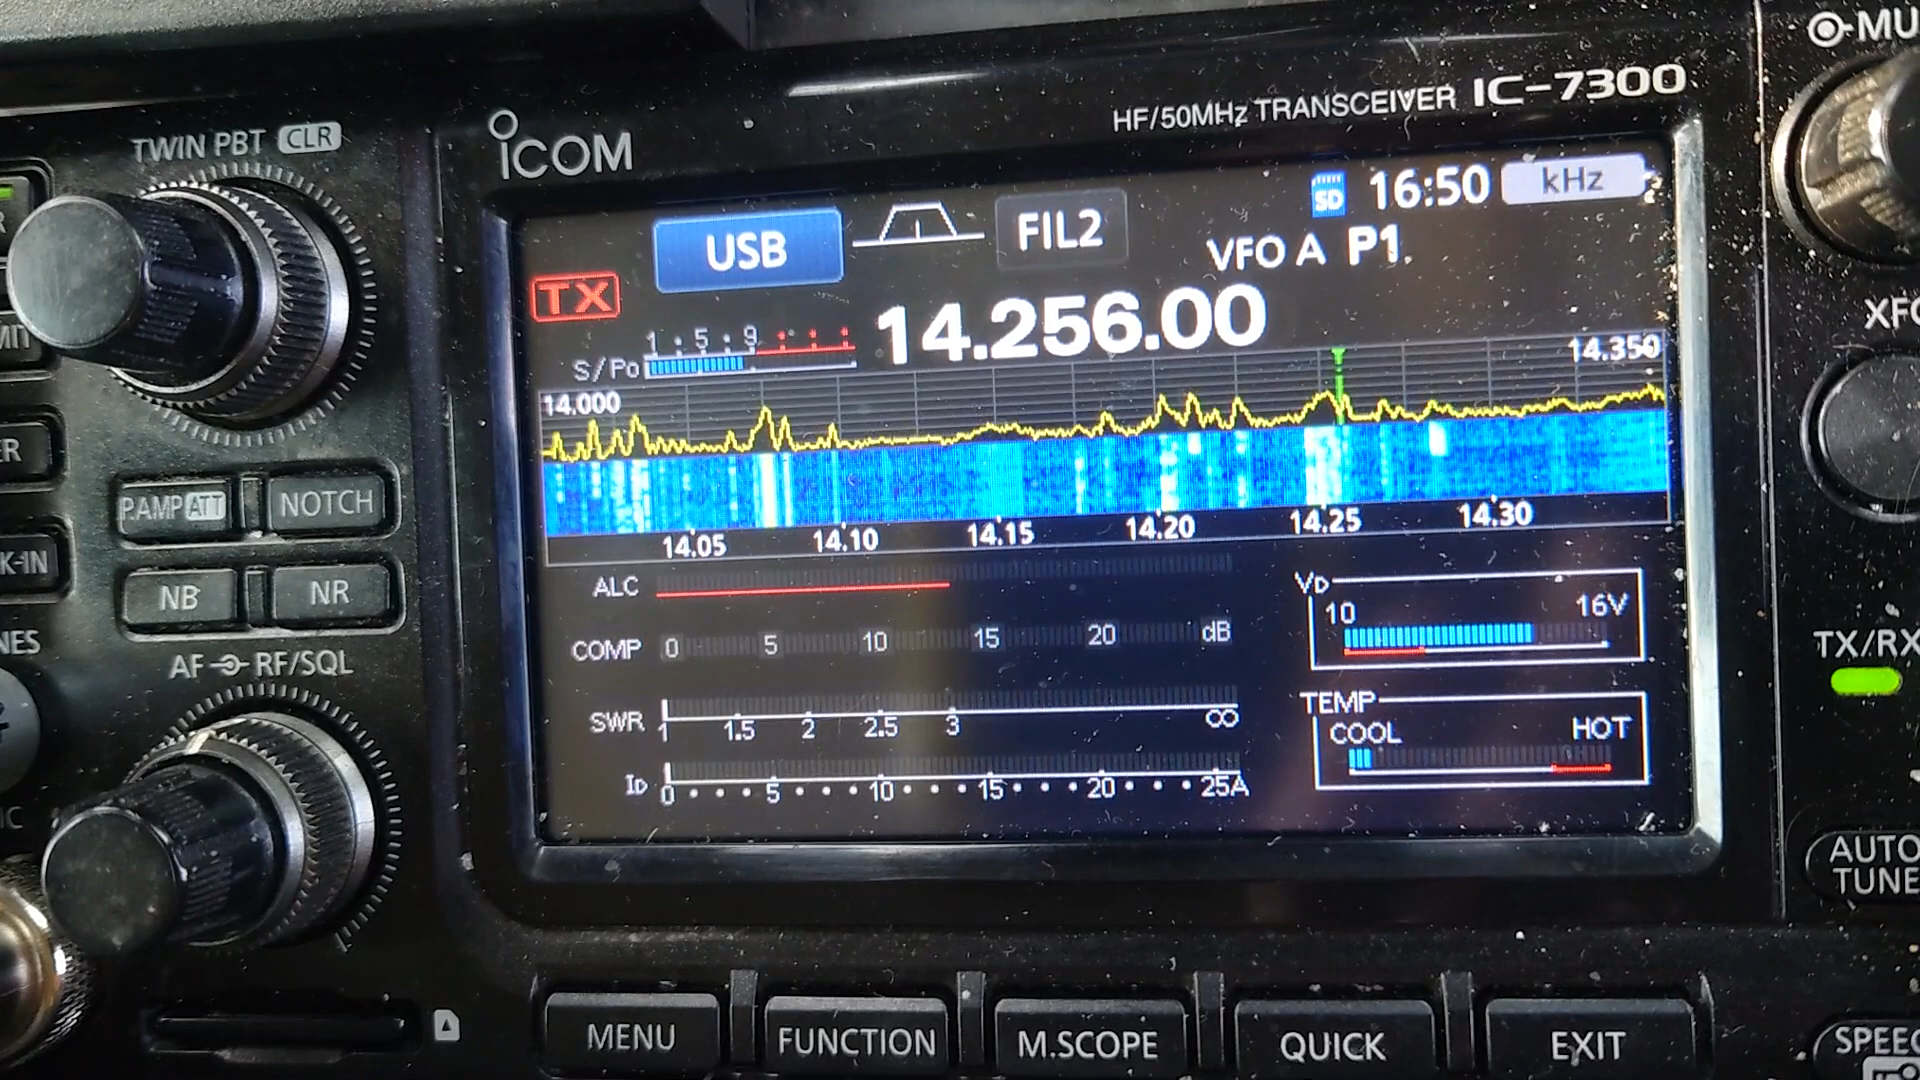 MU
HF/50MHz TRANSCEIVER IC-7300
ICOM
TWIN PBT CLR
SD 16:50 kHz
USB FIL2
VFO A P1
TX
14.256.00
1 5 9
S/Po
14.350
14.000
14.05 14.10 14.15 14.20 14.25 14.30
XFC
P.AMP ATT NOTCH
K-IN
NB NR
AF RF/SQL
ALC
COMP 0 5 10 15 20 dB
SWR 1 1.5 2 2.5 3 ∞
ID 0 5 10 15 20 25A
VD
10 16V
TEMP
COOL HOT
TX/RX
AUTO
TUNE
MENU FUNCTION M.SCOPE QUICK EXIT
SPEEC